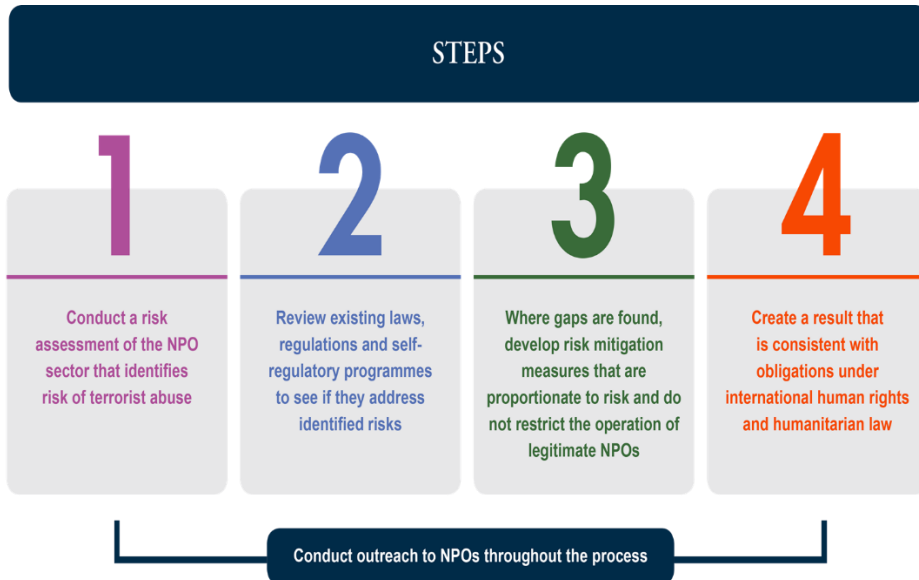 STEPS
1
Conduct a risk
assessment of the NPO
sector that identifies
risk of terrorist abuse
2
Review existing laws,
regulations and self-
regulatory programmes
to see if they address
identified risks
3
Where gaps are found,
develop risk mitigation
measures that are
proportionate to risk and do
not restrict the operation of
legitimate NPOs
4
Create a result that
is consistent with
obligations under
international human rights
and humanitarian law
Conduct outreach to NPOs throughout the process